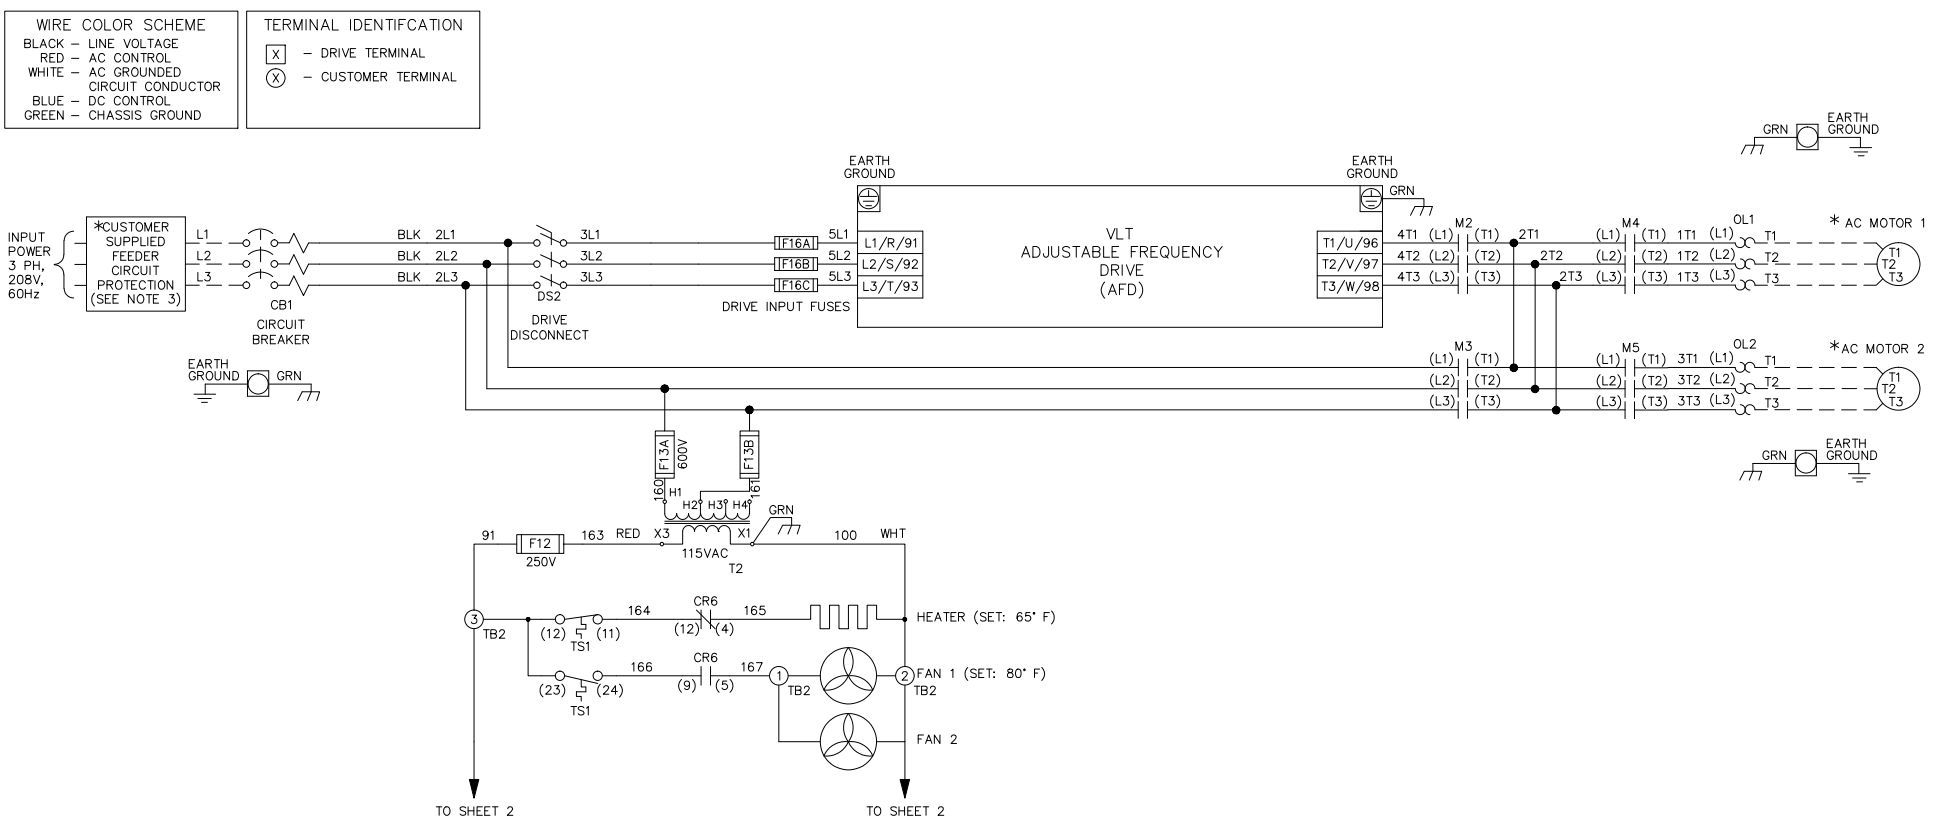 WIRE COLOR SCHEME
BLACK – LINE VOLTAGE
RED – AC CONTROL
WHITE – AC GROUNDED
CIRCUIT CONDUCTOR
BLUE – DC CONTROL
GREEN – CHASSIS GROUND
TERMINAL IDENTIFCATION
X – DRIVE TERMINAL
X – CUSTOMER TERMINAL
GRN
EARTH
GROUND
INPUT
POWER
3 PH,
208V,
60Hz
*CUSTOMER
SUPPLIED
FEEDER
CIRCUIT
PROTECTION
(SEE NOTE 3)
L1
L2
L3
CB1
CIRCUIT
BREAKER
BLK 2L1
BLK 2L2
BLK 2L3
3L1
3L2
3L3
DS2
DRIVE
DISCONNECT
F16A
F16B
F16C
DRIVE INPUT FUSES
5L1
5L2
5L3
EARTH
GROUND
L1/R/91
L2/S/92
L3/T/93
VLT
ADJUSTABLE FREQUENCY
DRIVE
(AFD)
EARTH
GROUND
GRN
T1/U/96
T2/V/97
T3/W/98
4T1 (L1) M2 (T1) 2T1 (L1) M4 (T1) 1T1 (L1) OL1 T1
4T2 (L2) (T2) 2T2 (L2) (T2) 1T2 (L2) T2
4T3 (L3) (T3) 2T3 (L3) (T3) 1T3 (L3) T3
* AC MOTOR 1
T1
T2
T3
EARTH
GROUND
GRN
(L1) M3 (T1) (L1) M5 (T1) 3T1 (L1) OL2 T1
(L2) (T2) (L2) (T2) 3T2 (L2) T2
(L3) (T3) (L3) (T3) 3T3 (L3) T3
*AC MOTOR 2
T1
T2
T3
GRN
EARTH
GROUND
F13A
600V
F13B
160
161
H1
H2 H3 H4
GRN
91
F12
250V
163 RED X3
115VAC
X1
T2
100 WHT
3
TB2
(12) (11)
TS1
164
CR6
(12) (4)
165
HEATER (SET: 65° F)
(23) (24)
TS1
166
CR6
(9) (5)
167
1
TB2
2
TB2
FAN 1 (SET: 80° F)
FAN 2
TO SHEET 2
TO SHEET 2